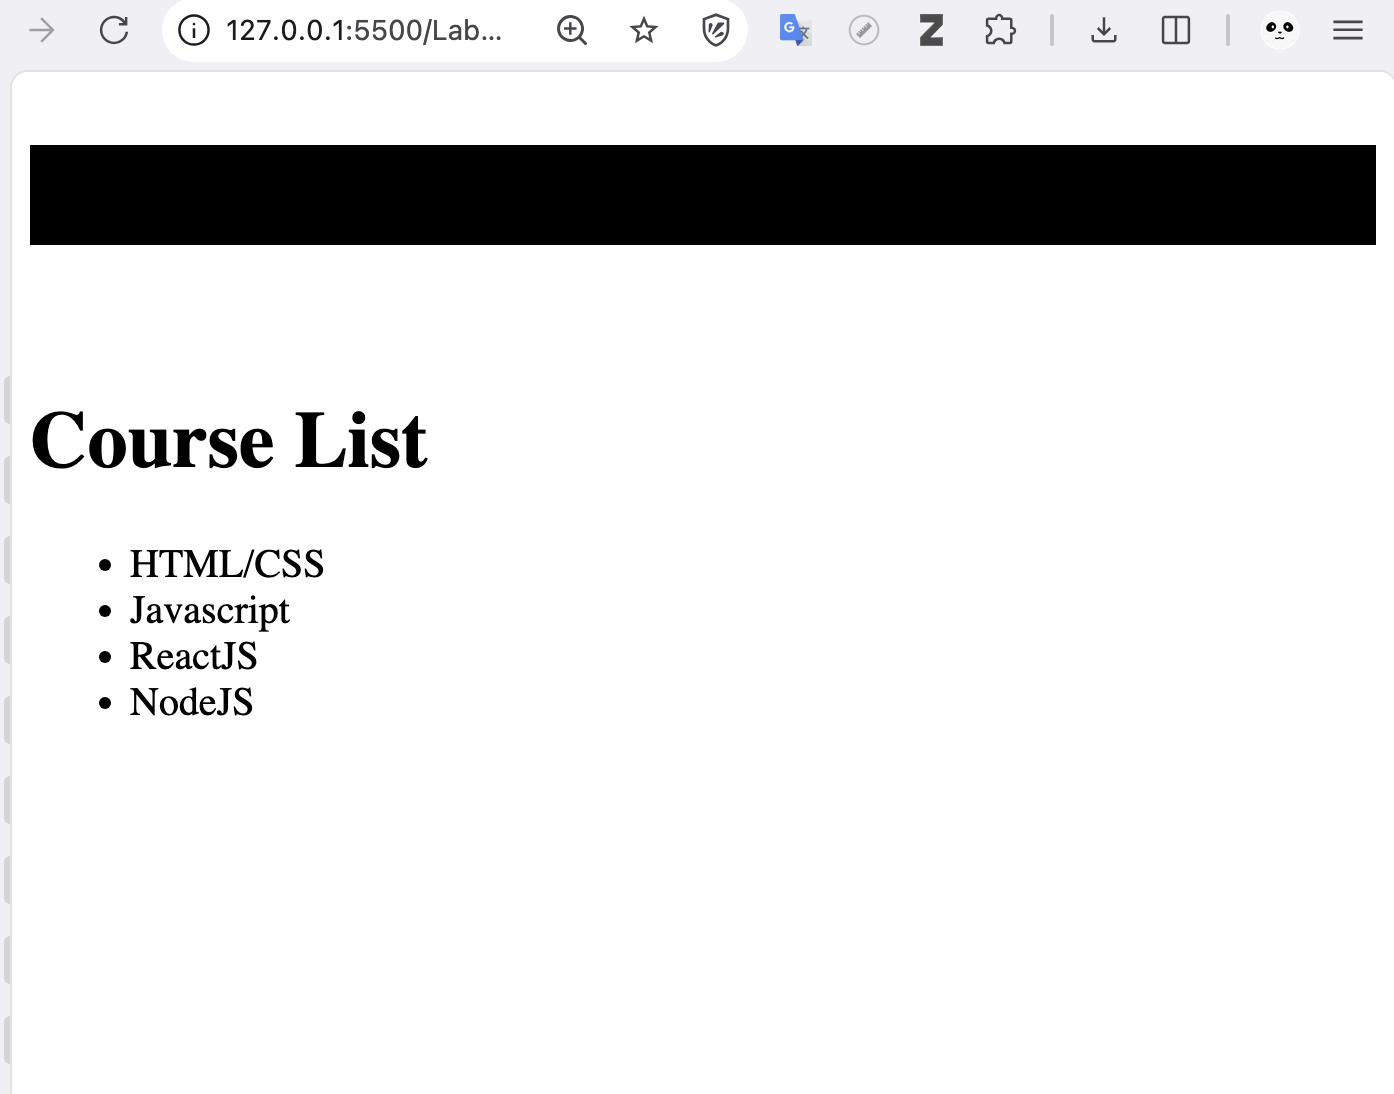 127.0.0.1:5500/Lab...
G
Z
Course List
HTML/CSS
Javascript
ReactJS
NodeJS